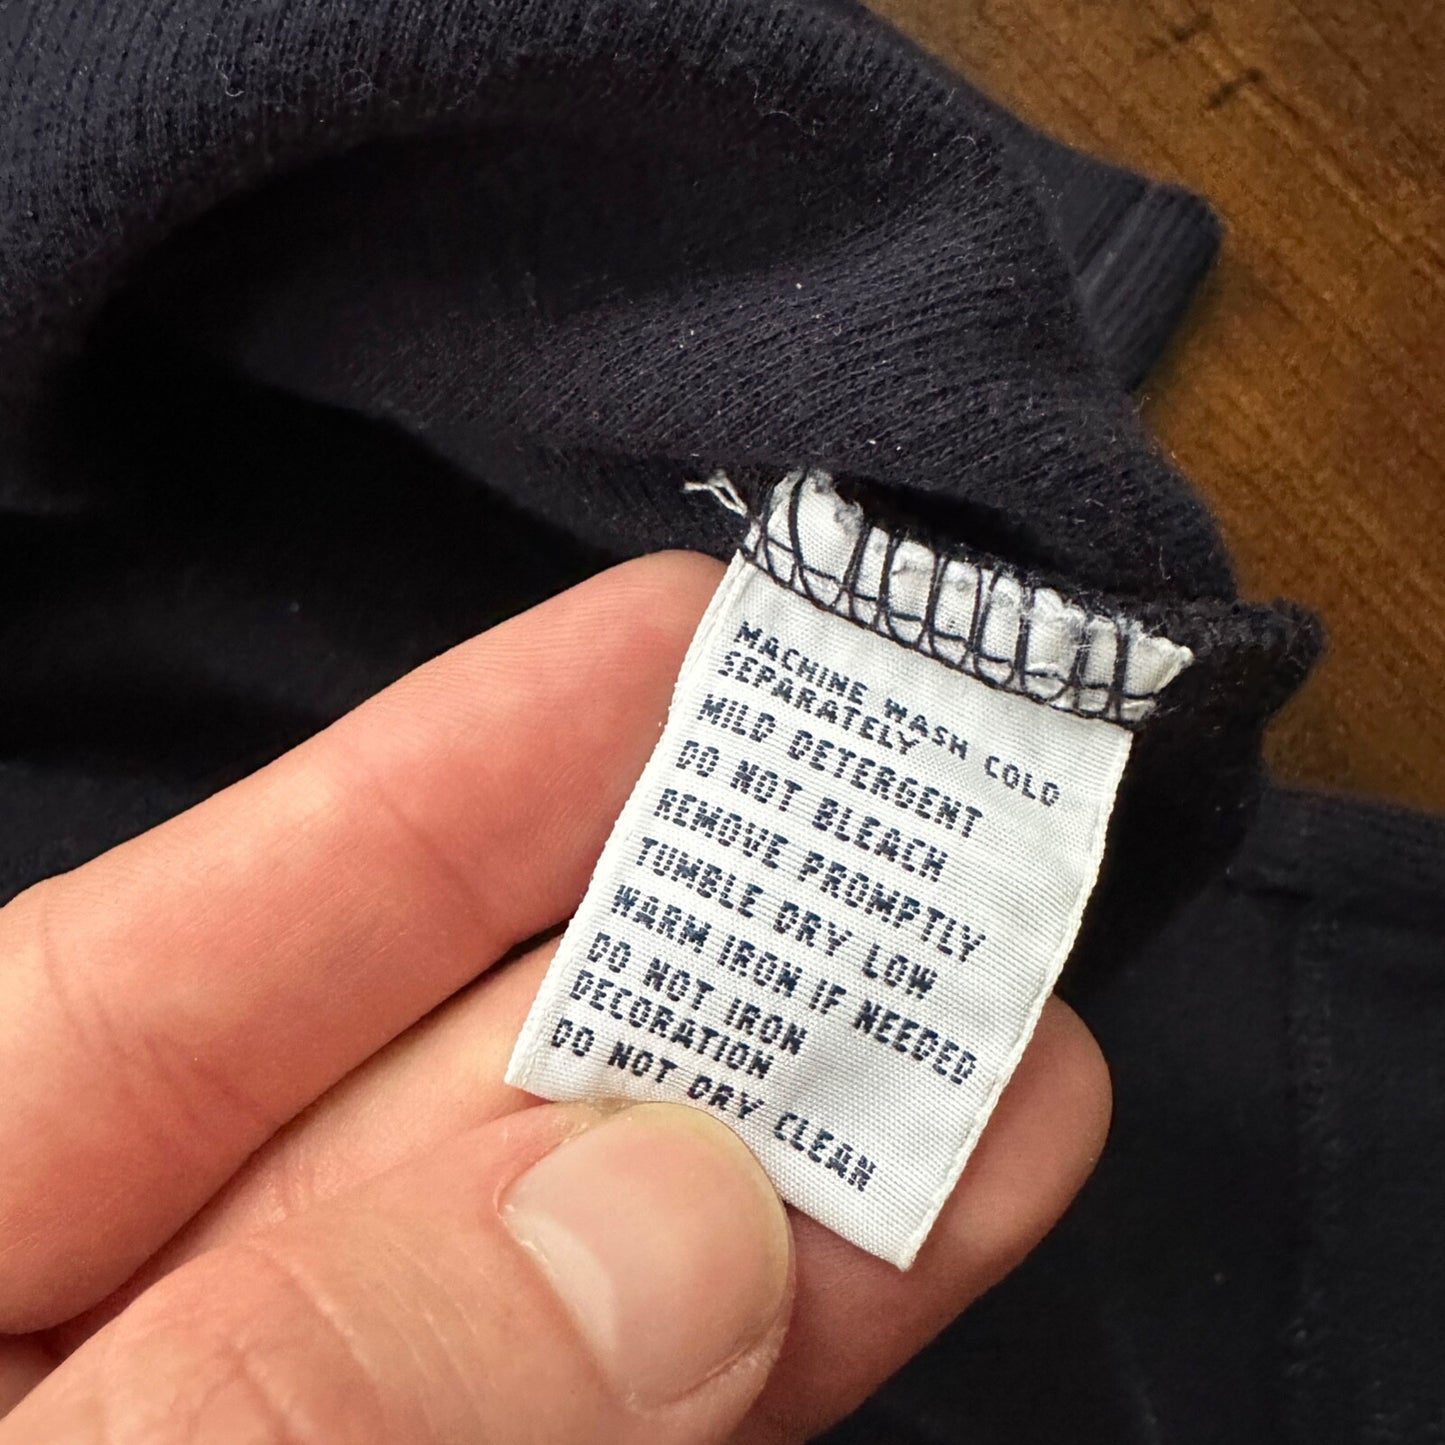 MACHINE WASH COLD
SEPARATELY
MILD DETERGENT
DO NOT BLEACH
REMOVE PROMPTLY
TUMBLE DRY LOW
WARM IRON IF NEEDED
DO NOT IRON
DECORATION
DO NOT DRY CLEAN